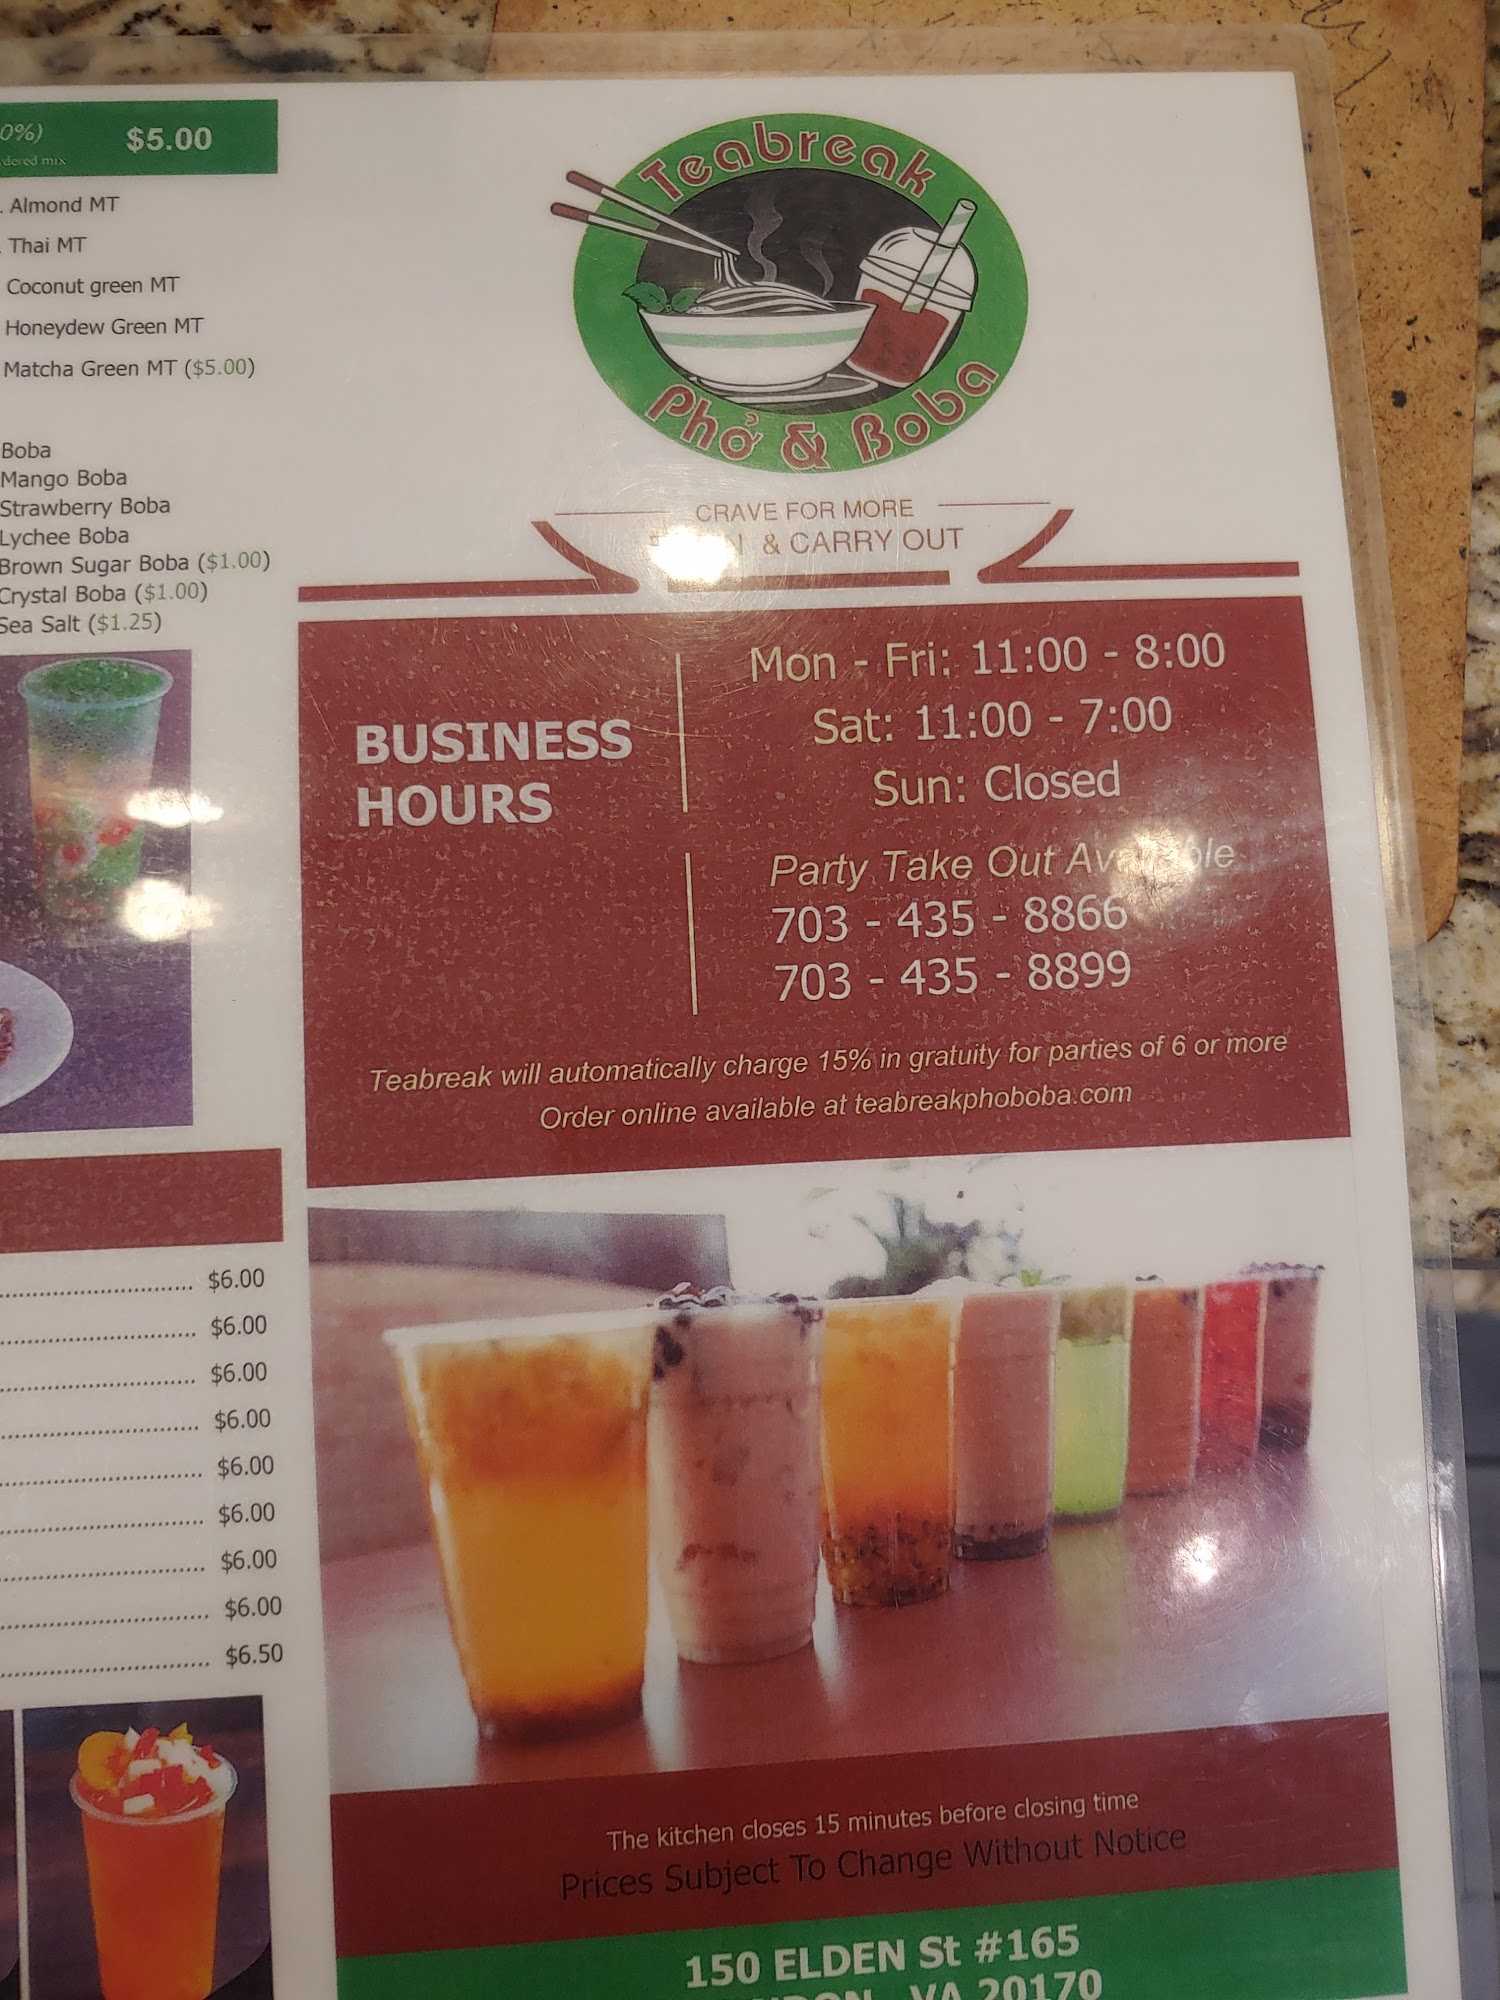 0%) $5.00
dered mix
. Almond MT
. Thai MT
Coconut green MT
Honeydew Green MT
Matcha Green MT ($5.00)
Boba
Mango Boba
Strawberry Boba
Lychee Boba
Brown Sugar Boba ($1.00)
Crystal Boba ($1.00)
Sea Salt ($1.25)
$6.00
$6.00
$6.00
$6.00
$6.00
$6.00
$6.00
$6.00
$6.50
Teabreak
Phở & Boba
CRAVE FOR MORE
& CARRY OUT
BUSINESS
HOURS
Mon - Fri: 11:00 - 8:00
Sat: 11:00 - 7:00
Sun: Closed
Party Take Out
703 - 435 - 8866
703 - 435 - 8899
Teabreak will automatically charge 15% in gratuity for parties of 6 or more
Order online available at teabreakphoboba.com
The kitchen closes 15 minutes before closing time
Prices Subject To Change Without Notice
150 ELDEN St #165
VA 20170